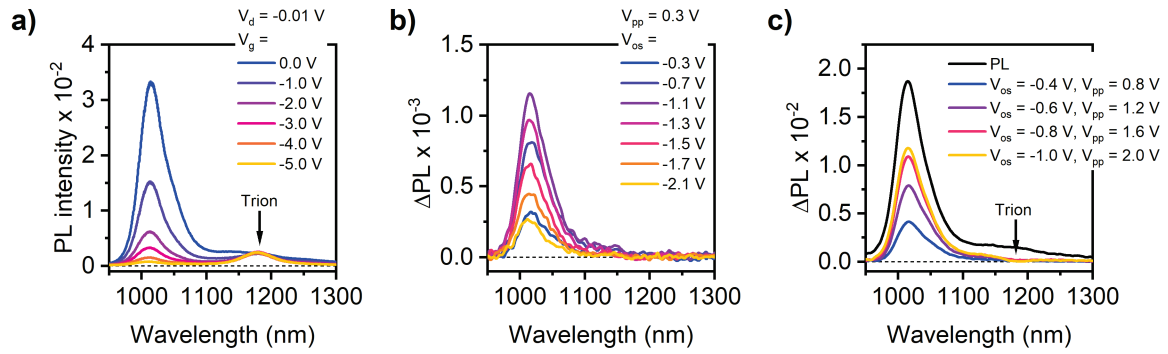 a)
V_d = -0.01 V
V_g =
0.0 V
-1.0 V
-2.0 V
-3.0 V
-4.0 V
-5.0 V
Trion
PL intensity x 10⁻²
4
3
2
1
0
1000 1100 1200 1300
Wavelength (nm)
b)
V_pp = 0.3 V
V_os =
-0.3 V
-0.7 V
-1.1 V
-1.3 V
-1.5 V
-1.7 V
-2.1 V
ΔPL x 10⁻³
1.5
1.0
0.5
0.0
1000 1100 1200 1300
Wavelength (nm)
c)
PL
V_os = -0.4 V, V_pp = 0.8 V
V_os = -0.6 V, V_pp = 1.2 V
V_os = -0.8 V, V_pp = 1.6 V
V_os = -1.0 V, V_pp = 2.0 V
Trion
ΔPL x 10⁻²
2.0
1.5
1.0
0.5
0.0
1000 1100 1200 1300
Wavelength (nm)